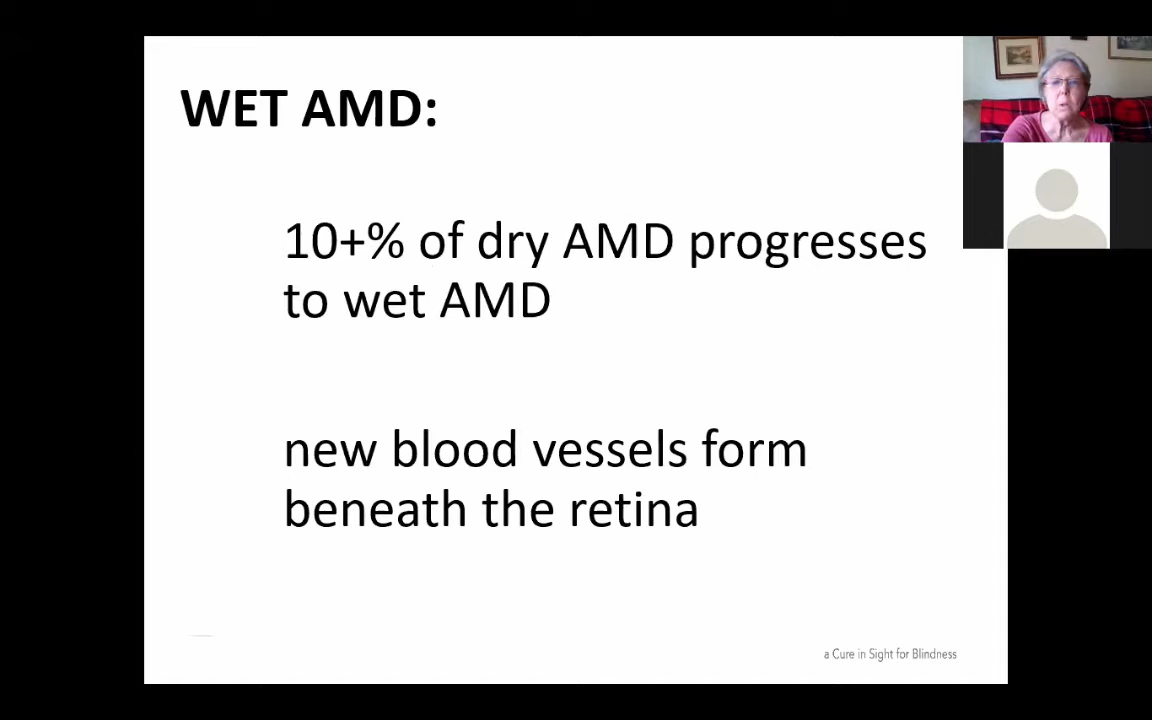 WET AMD:
10+% of dry AMD progresses
to wet AMD
new blood vessels form
beneath the retina
a Cure in Sight for Blindness